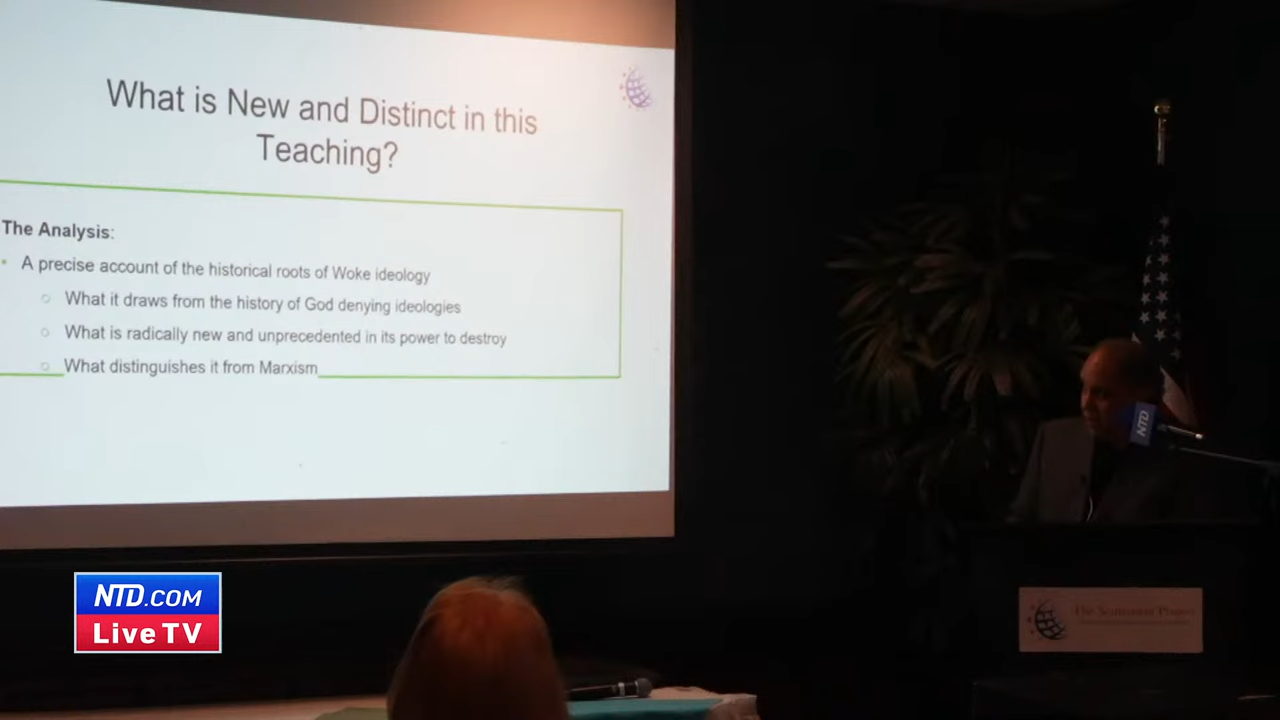 What is New and Distinct in this
Teaching?
The Analysis:
A precise account of the historical roots of Woke ideology
What it draws from the history of God denying ideologies
What is radically new and unprecedented in its power to destroy
What distinguishes it from Marxism
NTD
NTD.COM
Live TV
The Project